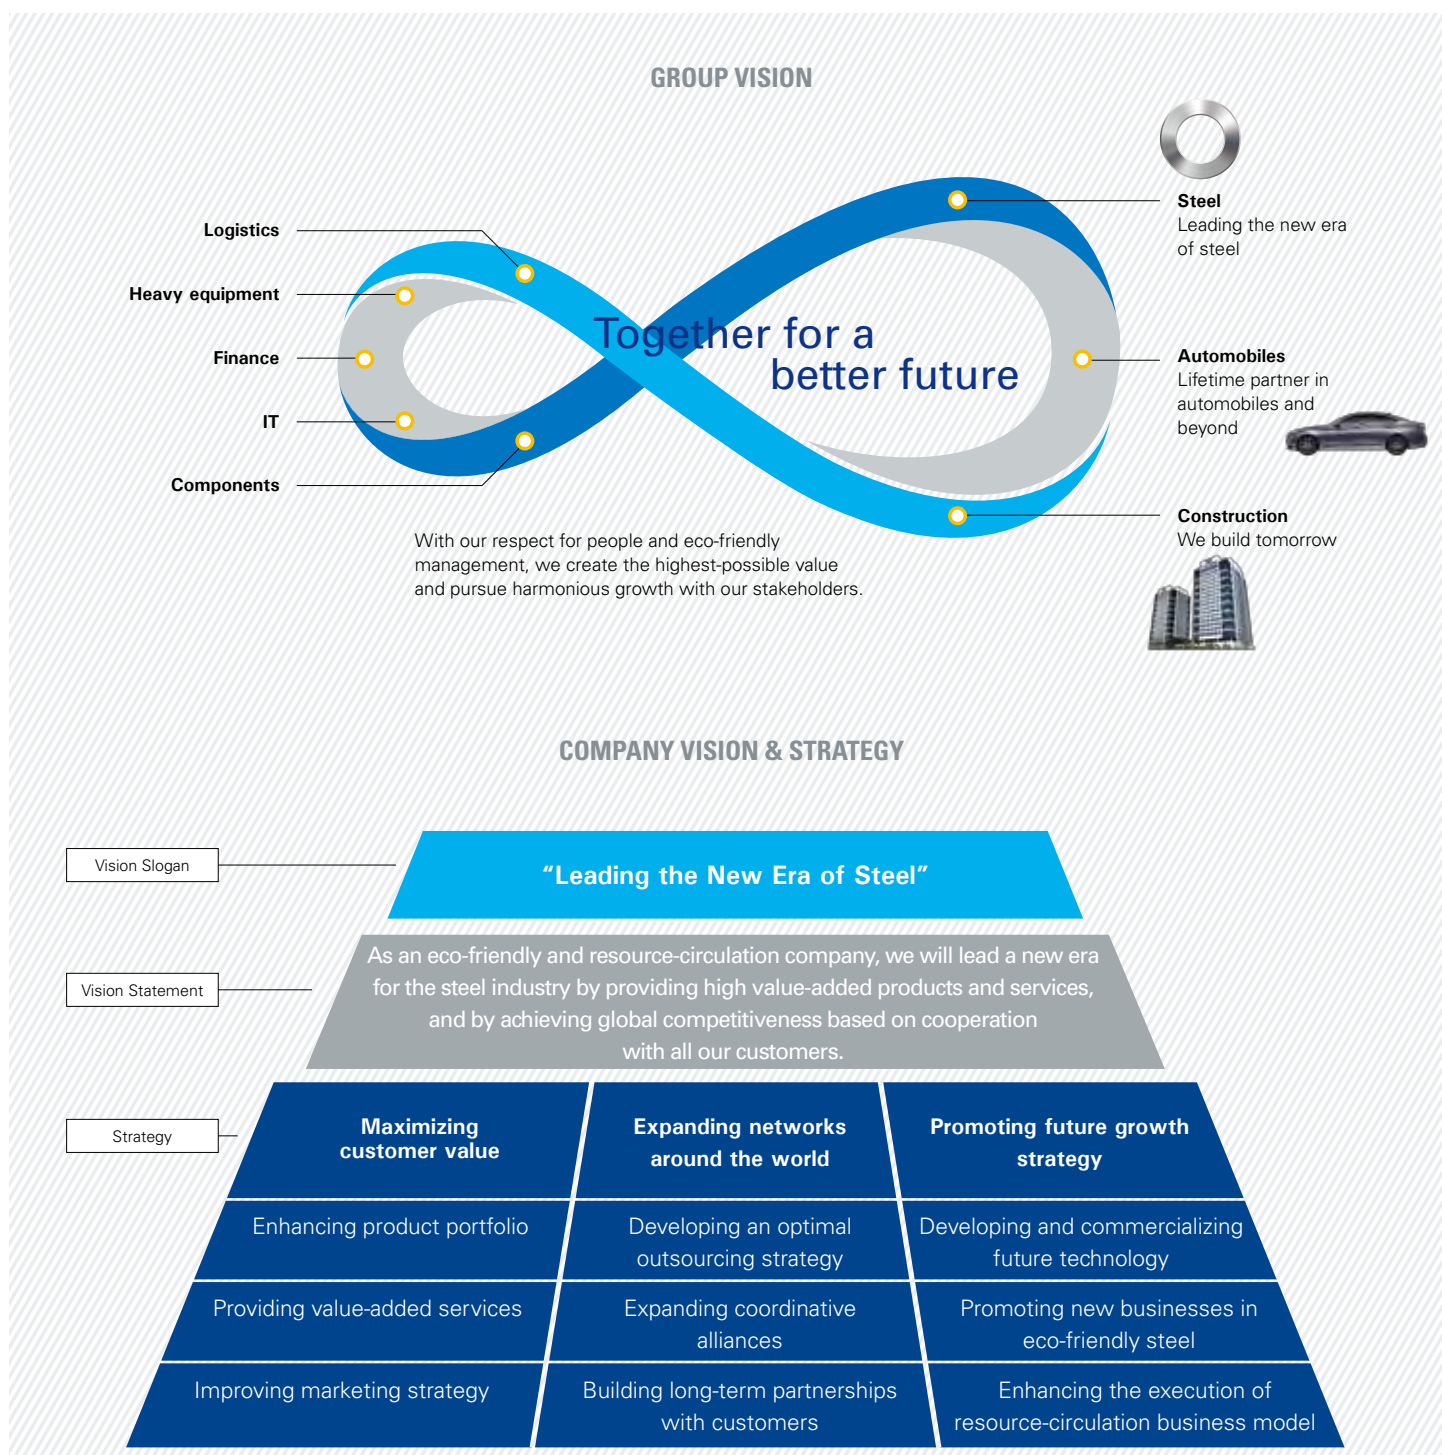 GROUP VISION
Logistics
Heavy equipment
Finance
IT
Components
Together for a
better future
Steel
Leading the new era
of steel
Automobiles
Lifetime partner in
automobiles and
beyond
Construction
We build tomorrow
With our respect for people and eco-friendly
management, we create the highest-possible value
and pursue harmonious growth with our stakeholders.
COMPANY VISION & STRATEGY
Vision Slogan
“Leading the New Era of Steel”
Vision Statement
As an eco-friendly and resource-circulation company, we will lead a new era
for the steel industry by providing high value-added products and services,
and by achieving global competitiveness based on cooperation
with all our customers.
Strategy
Maximizing
customer value
Expanding networks
around the world
Promoting future growth
strategy
Enhancing product portfolio
Developing an optimal
outsourcing strategy
Developing and commercializing
future technology
Providing value-added services
Expanding coordinative
alliances
Promoting new businesses in
eco-friendly steel
Improving marketing strategy
Building long-term partnerships
with customers
Enhancing the execution of
resource-circulation business model